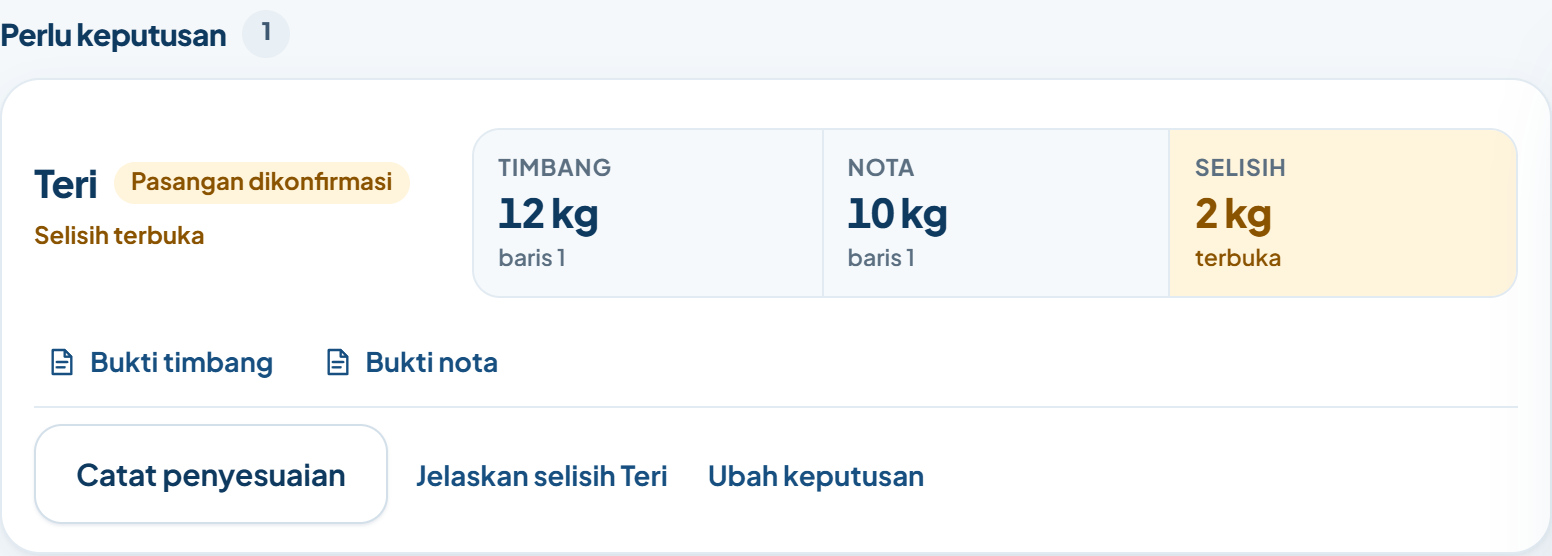 Perlu keputusan 1
Teri Pasangan dikonfirmasi
Selisih terbuka
TIMBANG
12 kg
baris 1
NOTA
10 kg
baris 1
SELISIH
2 kg
terbuka
Bukti timbang Bukti nota
Catat penyesuaian Jelaskan selisih Teri Ubah keputusan